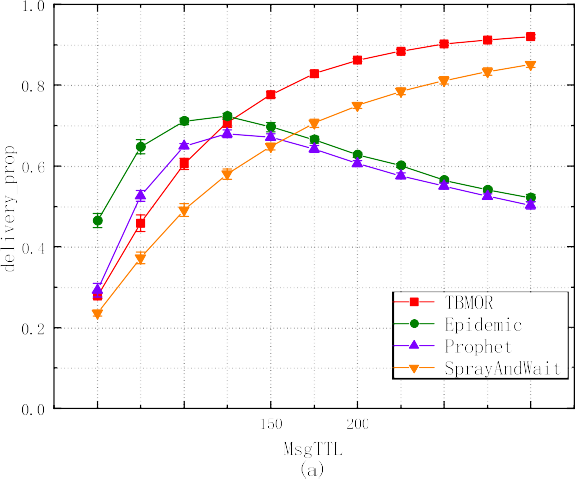 1.0
0.8
0.6
0.4
0.2
0.0
delivery prop
TBMOR
Epidemic
Prophet
SprayAndWait
150 200
MsgTTL
(a)